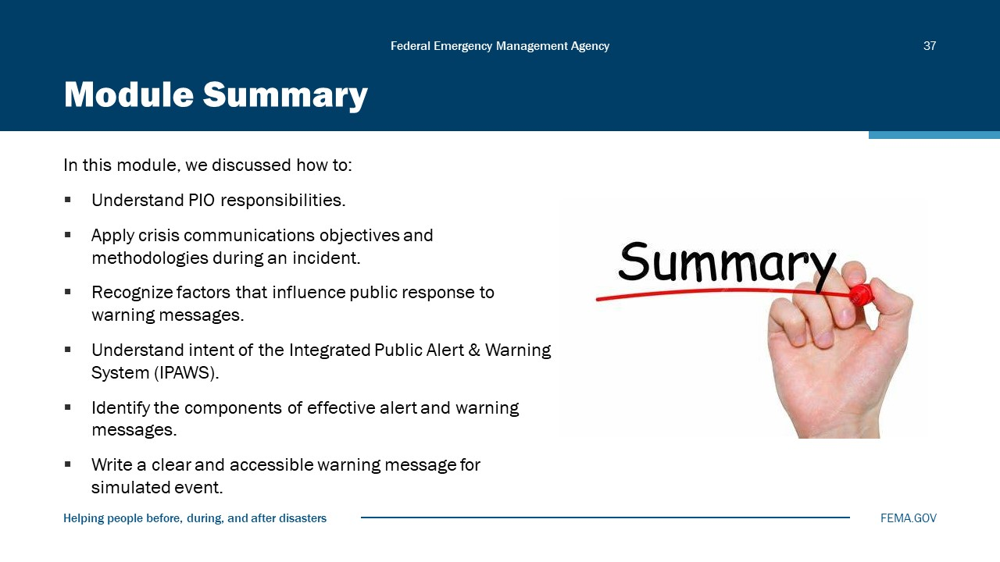 Federal Emergency Management Agency
37
Module Summary
In this module, we discussed how to:
▪ Understand PIO responsibilities.
▪ Apply crisis communications objectives and
methodologies during an incident.
▪ Recognize factors that influence public response to
warning messages.
▪ Understand intent of the Integrated Public Alert & Warning
System (IPAWS).
▪ Identify the components of effective alert and warning
messages.
▪ Write a clear and accessible warning message for
simulated event.
Summary
Helping people before, during, and after disasters
FEMA.GOV